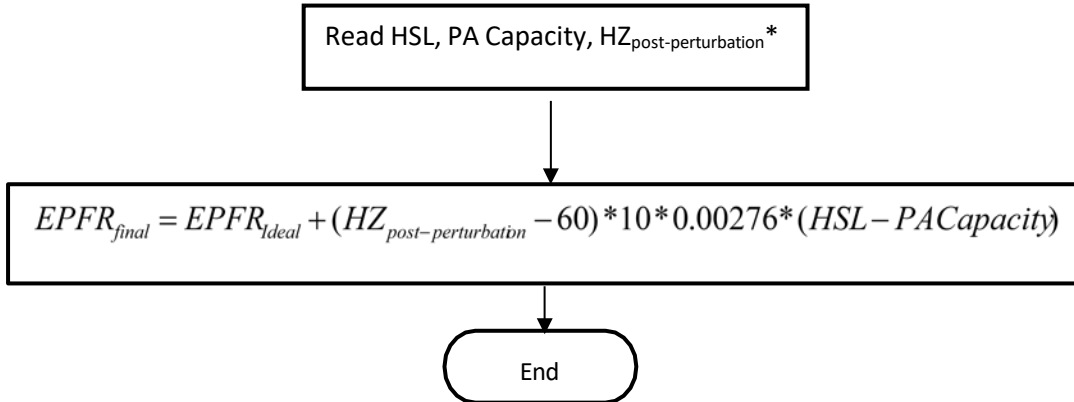 Read HSL, PA Capacity, HZpost-perturbation*
EPFRfinal = EPFRIdeal + (HZpost-perturbation − 60)*10*0.00276*(HSL − PACapacity)
End